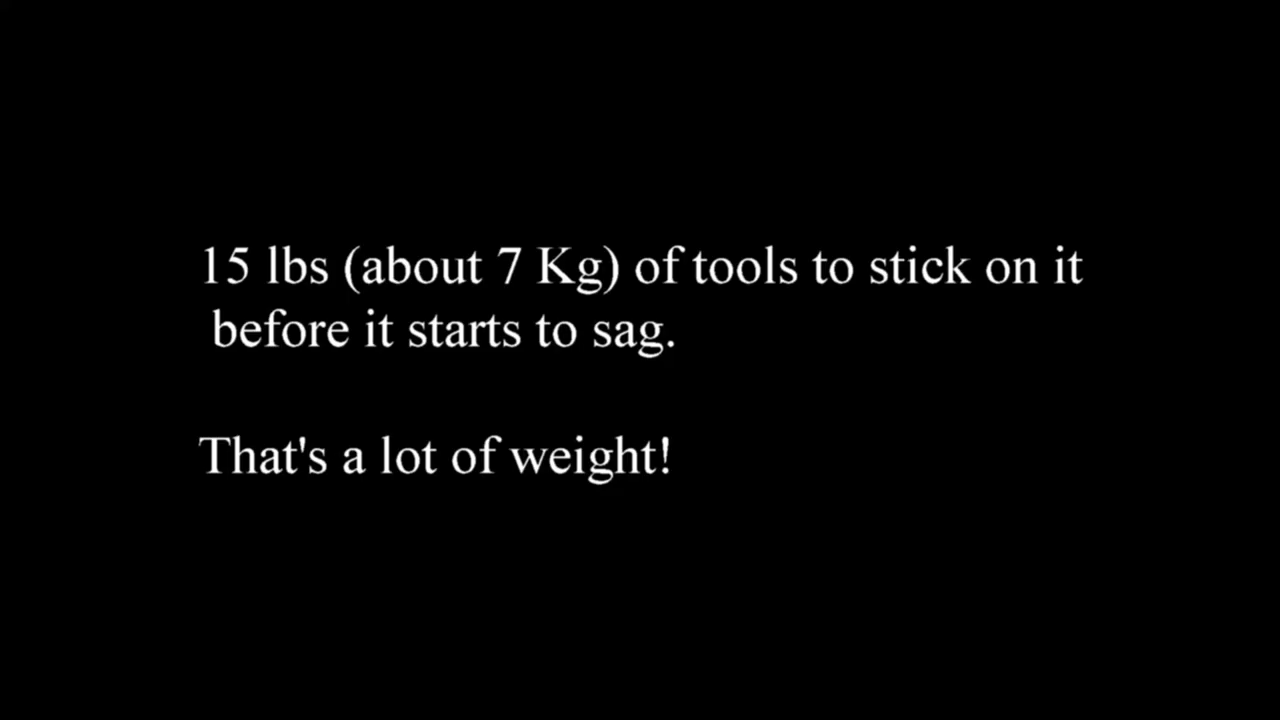 15 lbs (about 7 Kg) of tools to stick on it
before it starts to sag.
That's a lot of weight!